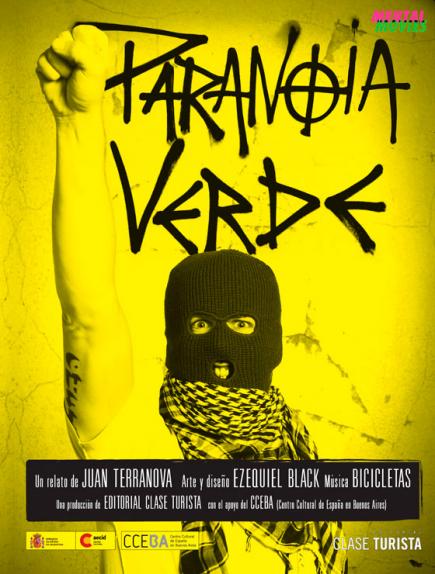 MENTAL
MOVIES
PARANOIA
VERDE
Un relato de JUAN TERRANOVA Arte y diseño EZEQUIEL BLACK Música BICICLETAS
Una producción de EDITORIAL CLASE TURISTA con el apoyo del CCEBA (Centro Cultural de España en Buenos Aires)
aecid
CCEBA
Centro Cultural
de España
en Buenos Aires
CLASE TURISTA